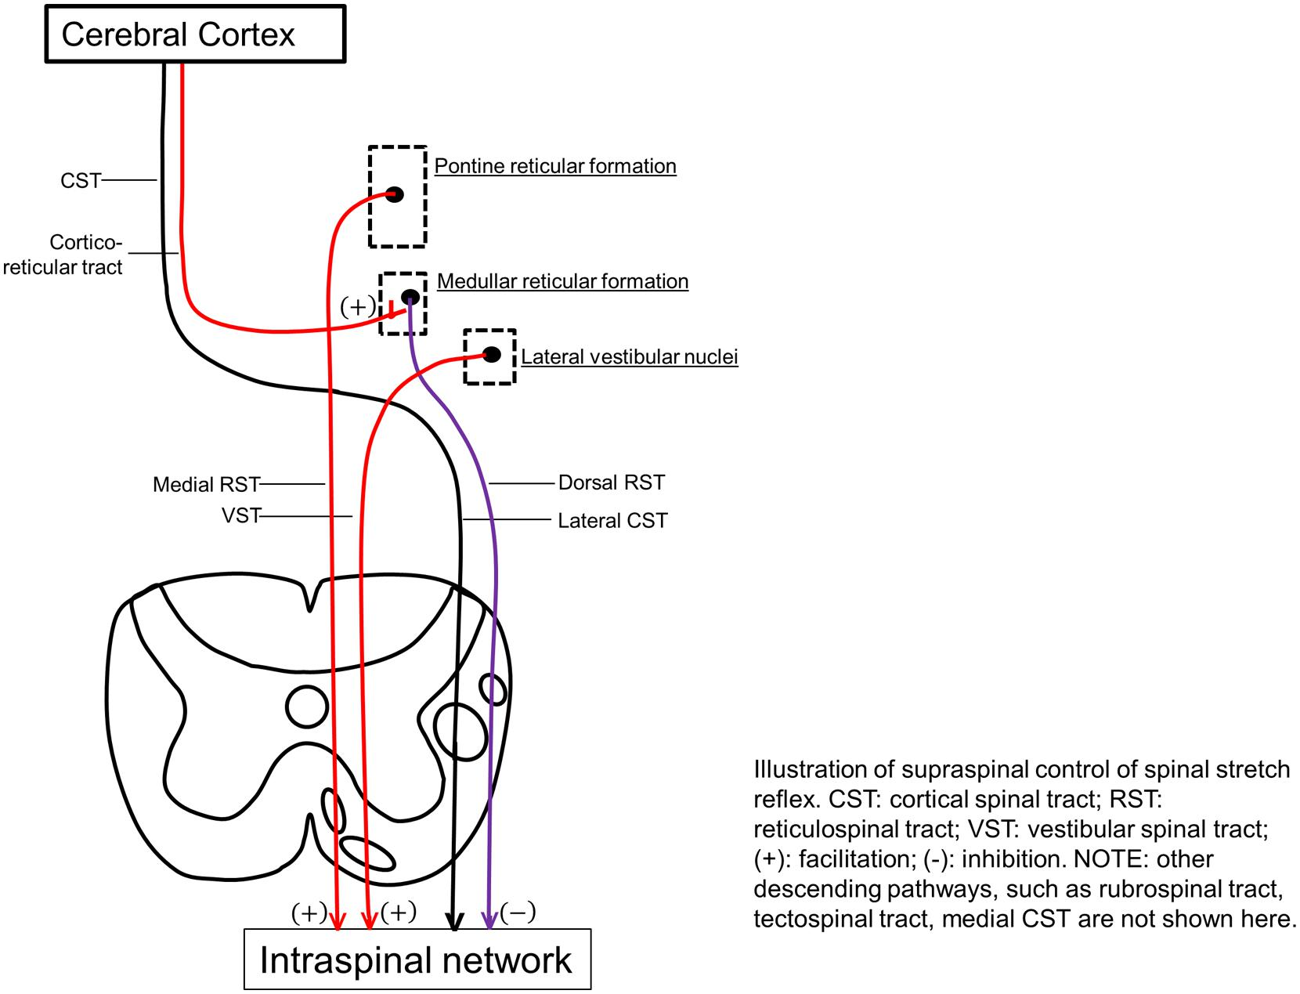 Cerebral Cortex
Pontine reticular formation
CST
Cortico-
reticular tract
Medullar reticular formation
(+)
Lateral vestibular nuclei
Medial RST
Dorsal RST
VST
Lateral CST
Illustration of supraspinal control of spinal stretch
reflex. CST: cortical spinal tract; RST:
reticulospinal tract; VST: vestibular spinal tract;
(+): facilitation; (-): inhibition. NOTE: other
descending pathways, such as rubrospinal tract,
tectospinal tract, medial CST are not shown here.
(+) (+) (−)
Intraspinal network